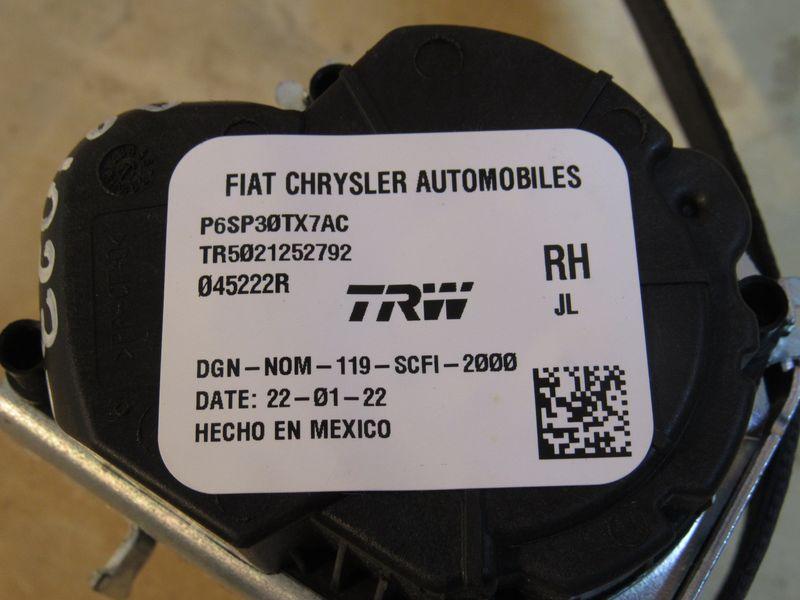 FIAT CHRYSLER AUTOMOBILES
P6SP30TX7AC
TR5021252792
045222R
RH
JL
TRW
DGN-NOM-119-SCFI-2000
DATE: 22-01-22
HECHO EN MEXICO